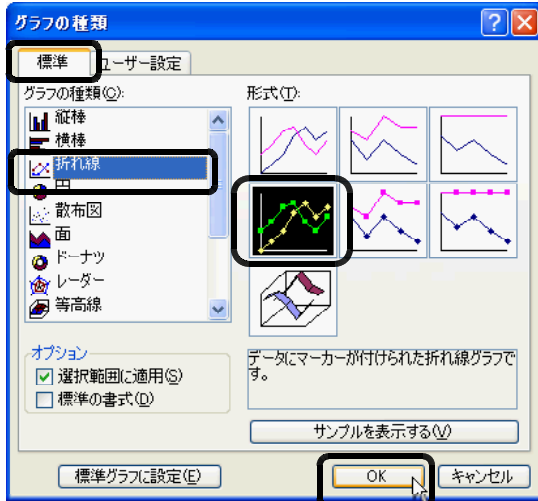 グラフの種類
標準
ユーザー設定
グラフの種類(C):
形式(T):
縦棒
横棒
折れ線
円
散布図
面
ドーナツ
レーダー
等高線
オプション
選択範囲に適用(S)
標準の書式(D)
データにマーカーが付けられた折れ線グラフで
す。
サンプルを表示する(V)
標準グラフに設定(E)
OK
キャンセル